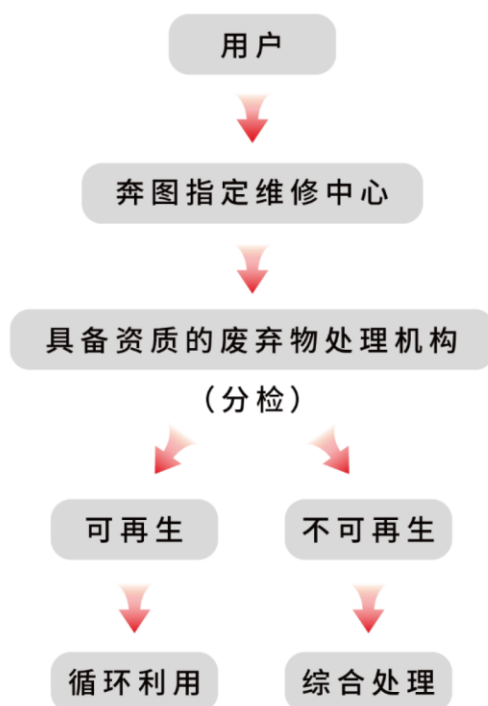 用户
奔图指定维修中心
具备资质的废弃物处理机构
（分检）
可再生
不可再生
循环利用
综合处理